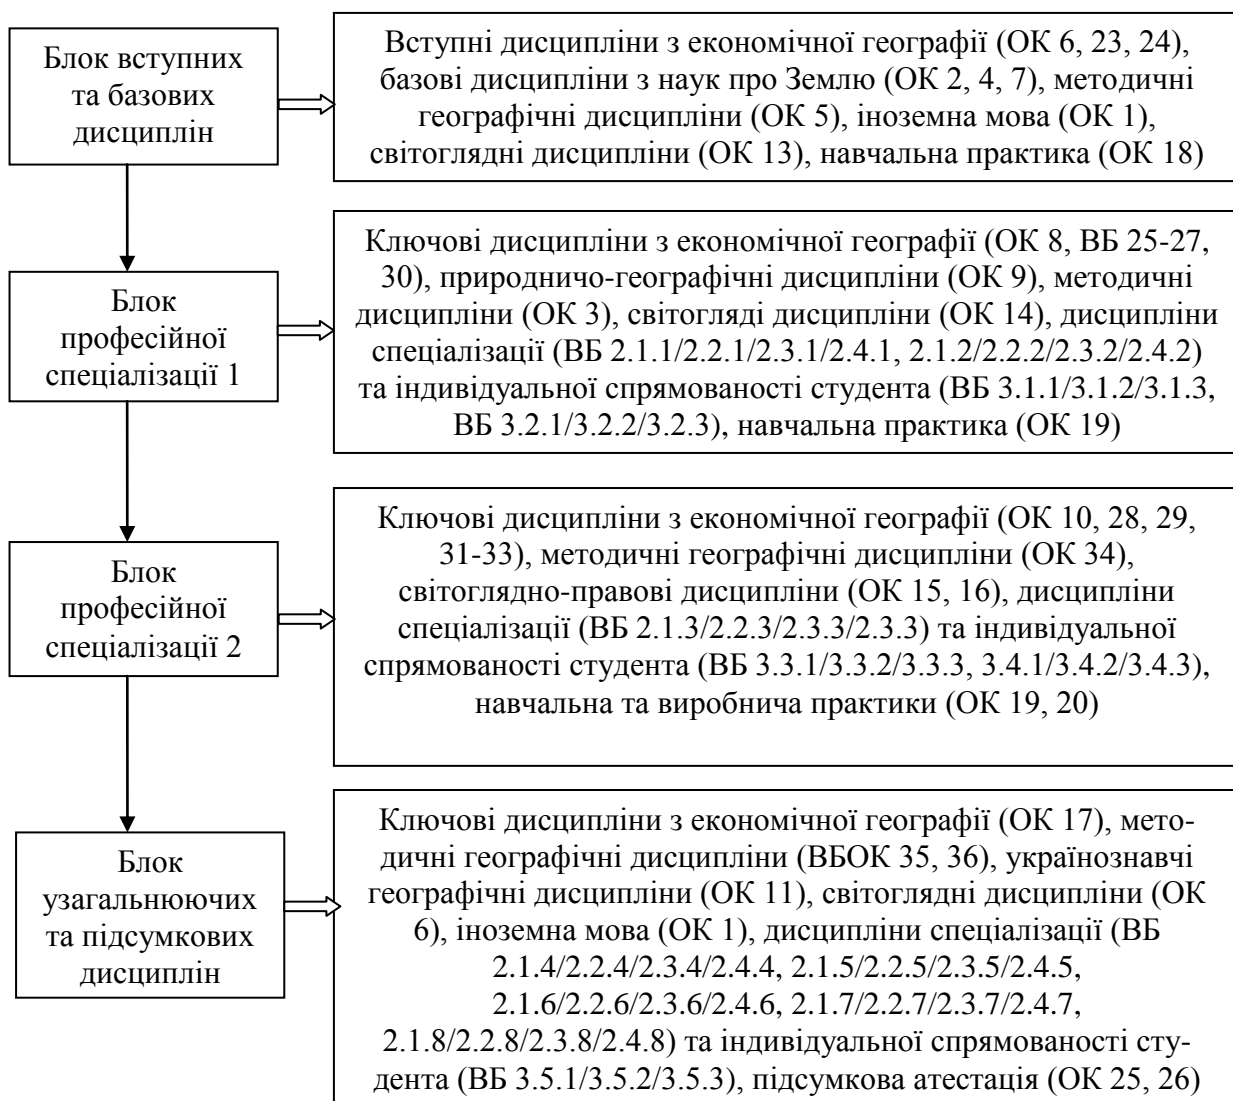 Блок вступних
та базових
дисциплін
Вступні дисципліни з економічної географії (ОК 6, 23, 24),
базові дисципліни з наук про Землю (ОК 2, 4, 7), методичні
географічні дисципліни (ОК 5), іноземна мова (ОК 1),
світоглядні дисципліни (ОК 13), навчальна практика (ОК 18)
Блок
професійної
спеціалізації 1
Ключові дисципліни з економічної географії (ОК 8, ВБ 25-27,
30), природничо-географічні дисципліни (ОК 9), методичні
дисципліни (ОК 3), світогляді дисципліни (ОК 14), дисципліни
спеціалізації (ВБ 2.1.1/2.2.1/2.3.1/2.4.1, 2.1.2/2.2.2/2.3.2/2.4.2)
та індивідуальної спрямованості студента (ВБ 3.1.1/3.1.2/3.1.3,
ВБ 3.2.1/3.2.2/3.2.3), навчальна практика (ОК 19)
Блок
професійної
спеціалізації 2
Ключові дисципліни з економічної географії (ОК 10, 28, 29,
31-33), методичні географічні дисципліни (ОК 34),
світоглядно-правові дисципліни (ОК 15, 16), дисципліни
спеціалізації (ВБ 2.1.3/2.2.3/2.3.3/2.3.3) та індивідуальної
спрямованості студента (ВБ 3.3.1/3.3.2/3.3.3, 3.4.1/3.4.2/3.4.3),
навчальна та виробнича практики (ОК 19, 20)
Блок
узагальнюючих
та підсумкових
дисциплін
Ключові дисципліни з економічної географії (ОК 17), мето-
дичні географічні дисципліни (ВБОК 35, 36), українознавчі
географічні дисципліни (ОК 11), світоглядні дисципліни (ОК
6), іноземна мова (ОК 1), дисципліни спеціалізації (ВБ
2.1.4/2.2.4/2.3.4/2.4.4, 2.1.5/2.2.5/2.3.5/2.4.5,
2.1.6/2.2.6/2.3.6/2.4.6, 2.1.7/2.2.7/2.3.7/2.4.7,
2.1.8/2.2.8/2.3.8/2.4.8) та індивідуальної спрямованості сту-
дента (ВБ 3.5.1/3.5.2/3.5.3), підсумкова атестація (ОК 25, 26)